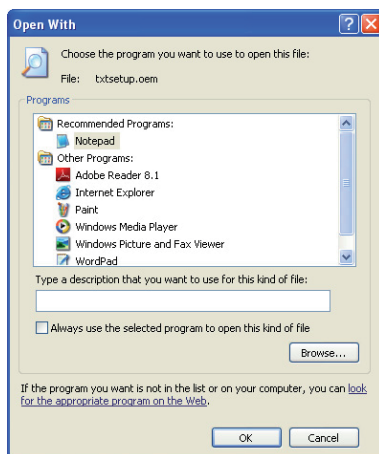 Open With
Choose the program you want to use to open this file:
File: txtsetup.oem
Programs
Recommended Programs:
Notepad
Other Programs:
Adobe Reader 8.1
Internet Explorer
Paint
Windows Media Player
Windows Picture and Fax Viewer
WordPad
Type a description that you want to use for this kind of file:
Always use the selected program to open this kind of file
Browse...
If the program you want is not in the list or on your computer, you can look
for the appropriate program on the Web.
OK
Cancel